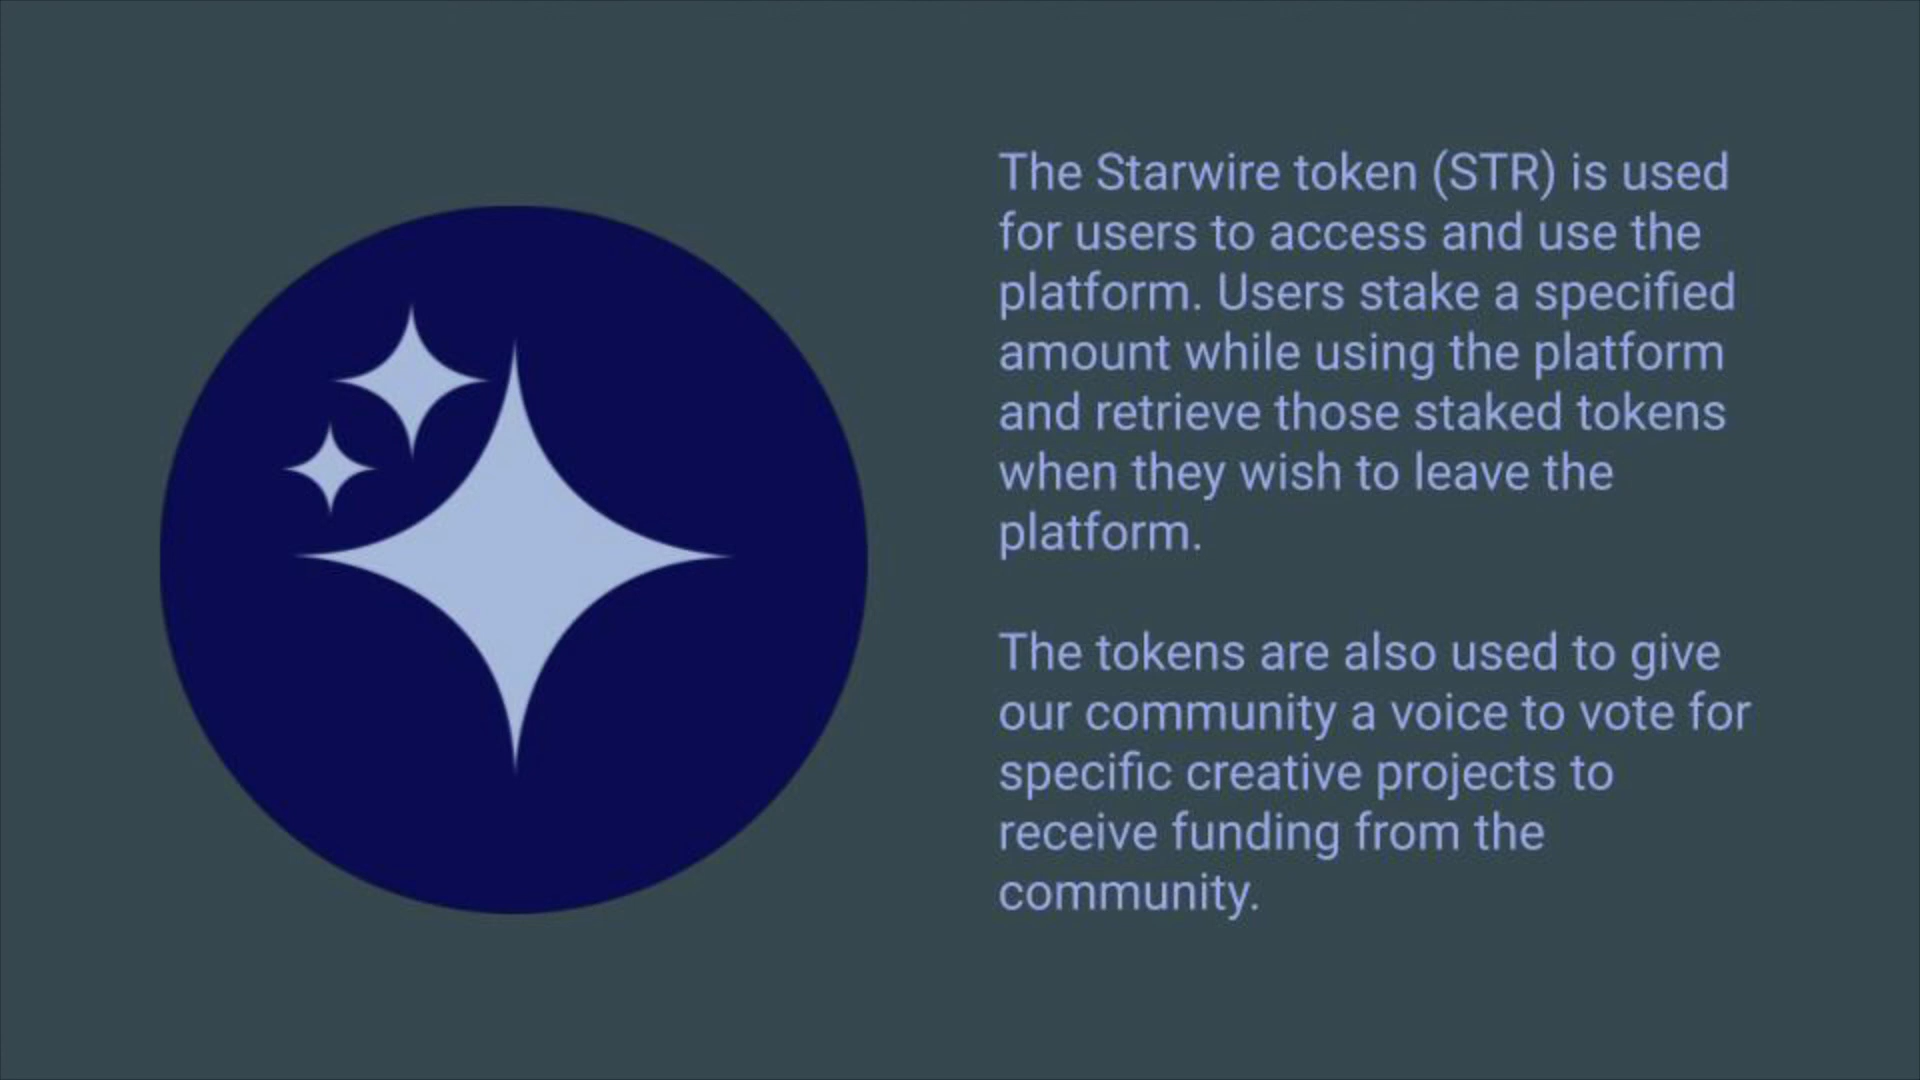 The Starwire token (STR) is used
for users to access and use the
platform. Users stake a specified
amount while using the platform
and retrieve those staked tokens
when they wish to leave the
platform.
The tokens are also used to give
our community a voice to vote for
specific creative projects to
receive funding from the
community.